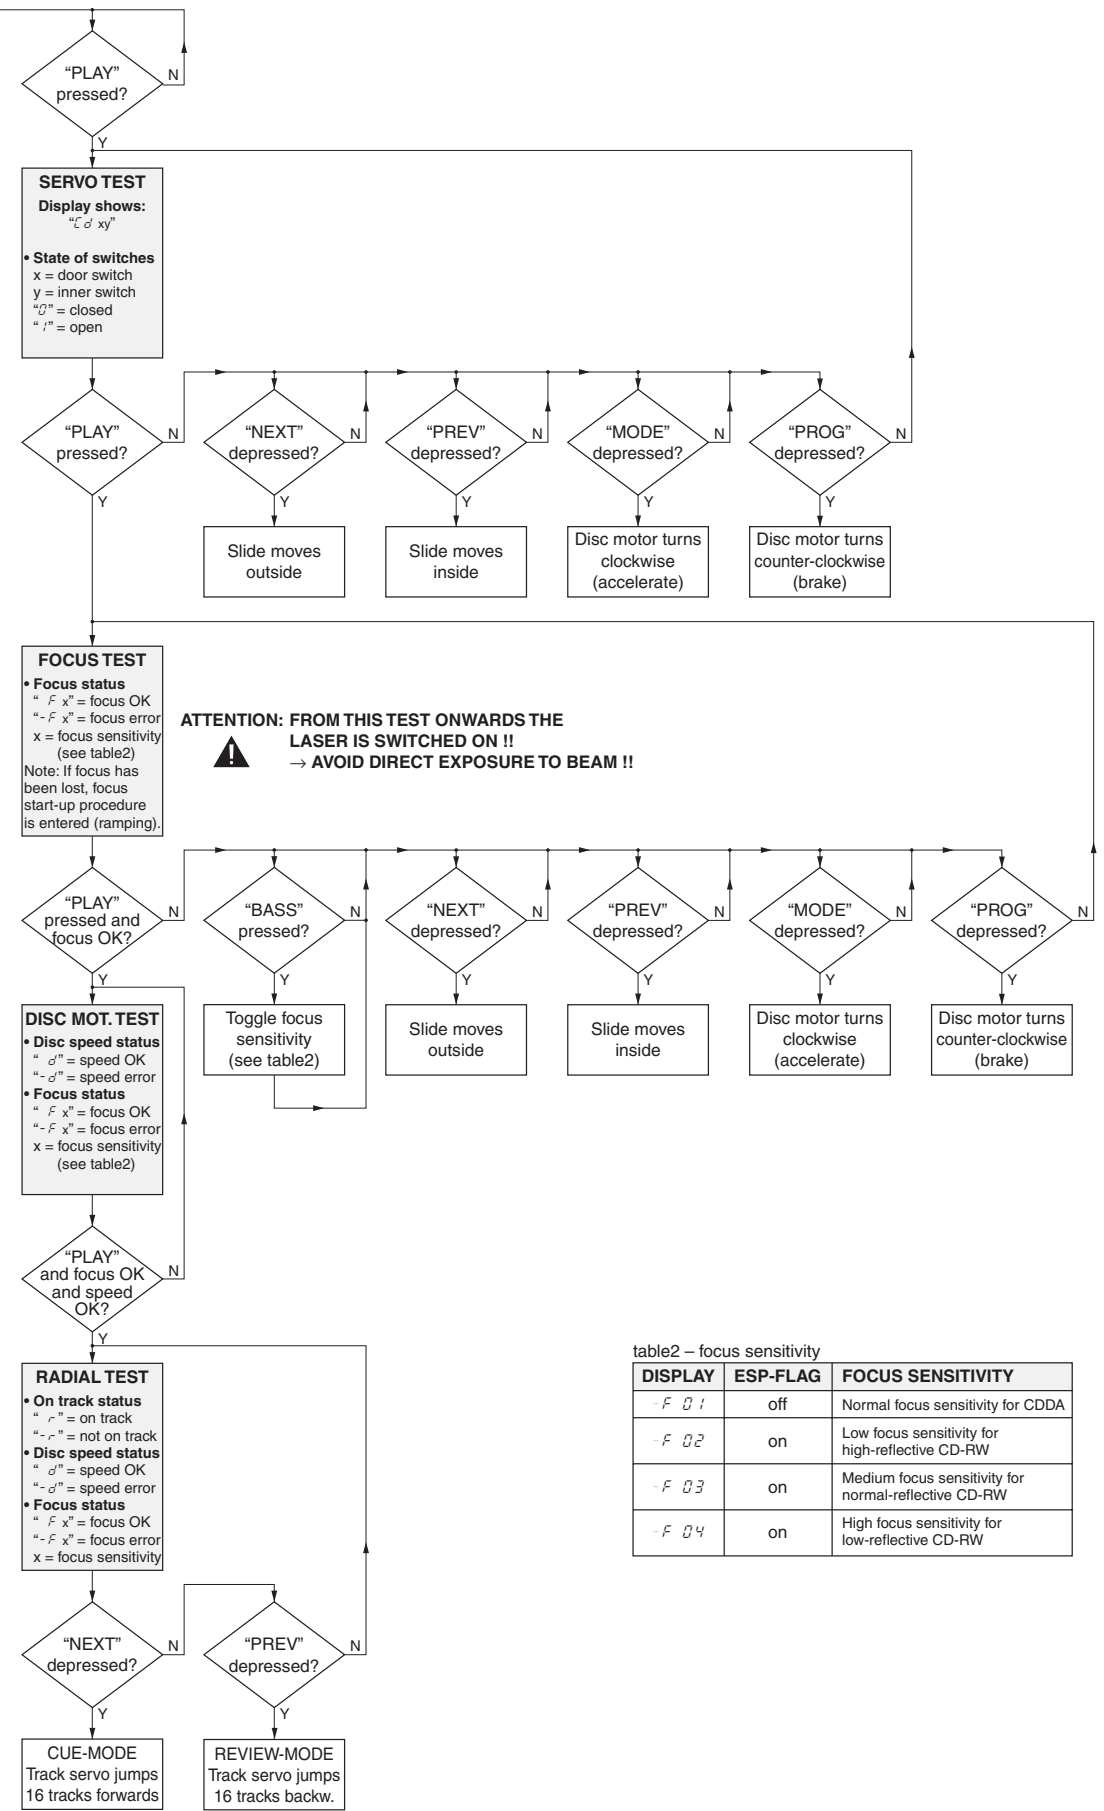 “PLAY”
pressed?
N
Y
SERVO TEST
Display shows:
“Cd xy”
• State of switches
x = door switch
y = inner switch
“0” = closed
“1” = open
“PLAY”
pressed?
N
Y
“NEXT”
depressed?
N
Y
“PREV”
depressed?
N
Y
“MODE”
depressed?
N
Y
“PROG”
depressed?
N
Y
Slide moves
outside
Slide moves
inside
Disc motor turns
clockwise
(accelerate)
Disc motor turns
counter-clockwise
(brake)
FOCUS TEST
• Focus status
“ F x” = focus OK
“-F x” = focus error
x = focus sensitivity
(see table2)
Note: If focus has
been lost, focus
start-up procedure
is entered (ramping).
ATTENTION: FROM THIS TEST ONWARDS THE
LASER IS SWITCHED ON !!
→ AVOID DIRECT EXPOSURE TO BEAM !!
“PLAY”
pressed and
focus OK?
N
Y
“BASS”
pressed?
N
Y
“NEXT”
depressed?
N
Y
“PREV”
depressed?
N
Y
“MODE”
depressed?
N
Y
“PROG”
depressed?
N
Y
Toggle focus
sensitivity
(see table2)
Slide moves
outside
Slide moves
inside
Disc motor turns
clockwise
(accelerate)
Disc motor turns
counter-clockwise
(brake)
DISC MOT. TEST
• Disc speed status
“ d” = speed OK
“-d” = speed error
• Focus status
“ F x” = focus OK
“-F x” = focus error
x = focus sensitivity
(see table2)
“PLAY”
and focus OK
and speed
OK?
N
Y
RADIAL TEST
• On track status
“ r” = on track
“-r” = not on track
• Disc speed status
“ d” = speed OK
“-d” = speed error
• Focus status
“ F x” = focus OK
“-F x” = focus error
x = focus sensitivity
“NEXT”
depressed?
N
Y
“PREV”
depressed?
N
Y
CUE-MODE
Track servo jumps
16 tracks forwards
REVIEW-MODE
Track servo jumps
16 tracks backw.
table2 – focus sensitivity
DISPLAY ESP-FLAG FOCUS SENSITIVITY
-F 01 off Normal focus sensitivity for CDDA
-F 02 on Low focus sensitivity for
high-reflective CD-RW
-F 03 on Medium focus sensitivity for
normal-reflective CD-RW
-F 04 on High focus sensitivity for
low-reflective CD-RW